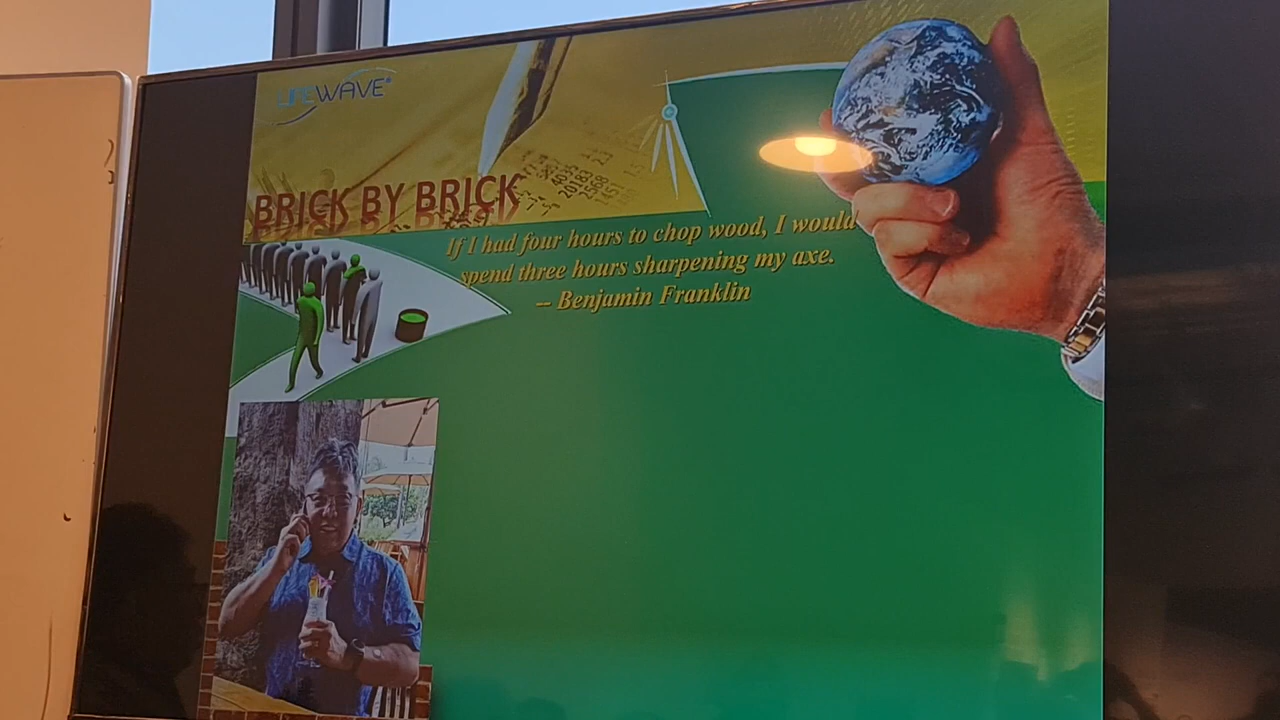 LIFEWAVE
BRICK BY BRICK
If I had four hours to chop wood, I would
spend three hours sharpening my axe.
-- Benjamin Franklin